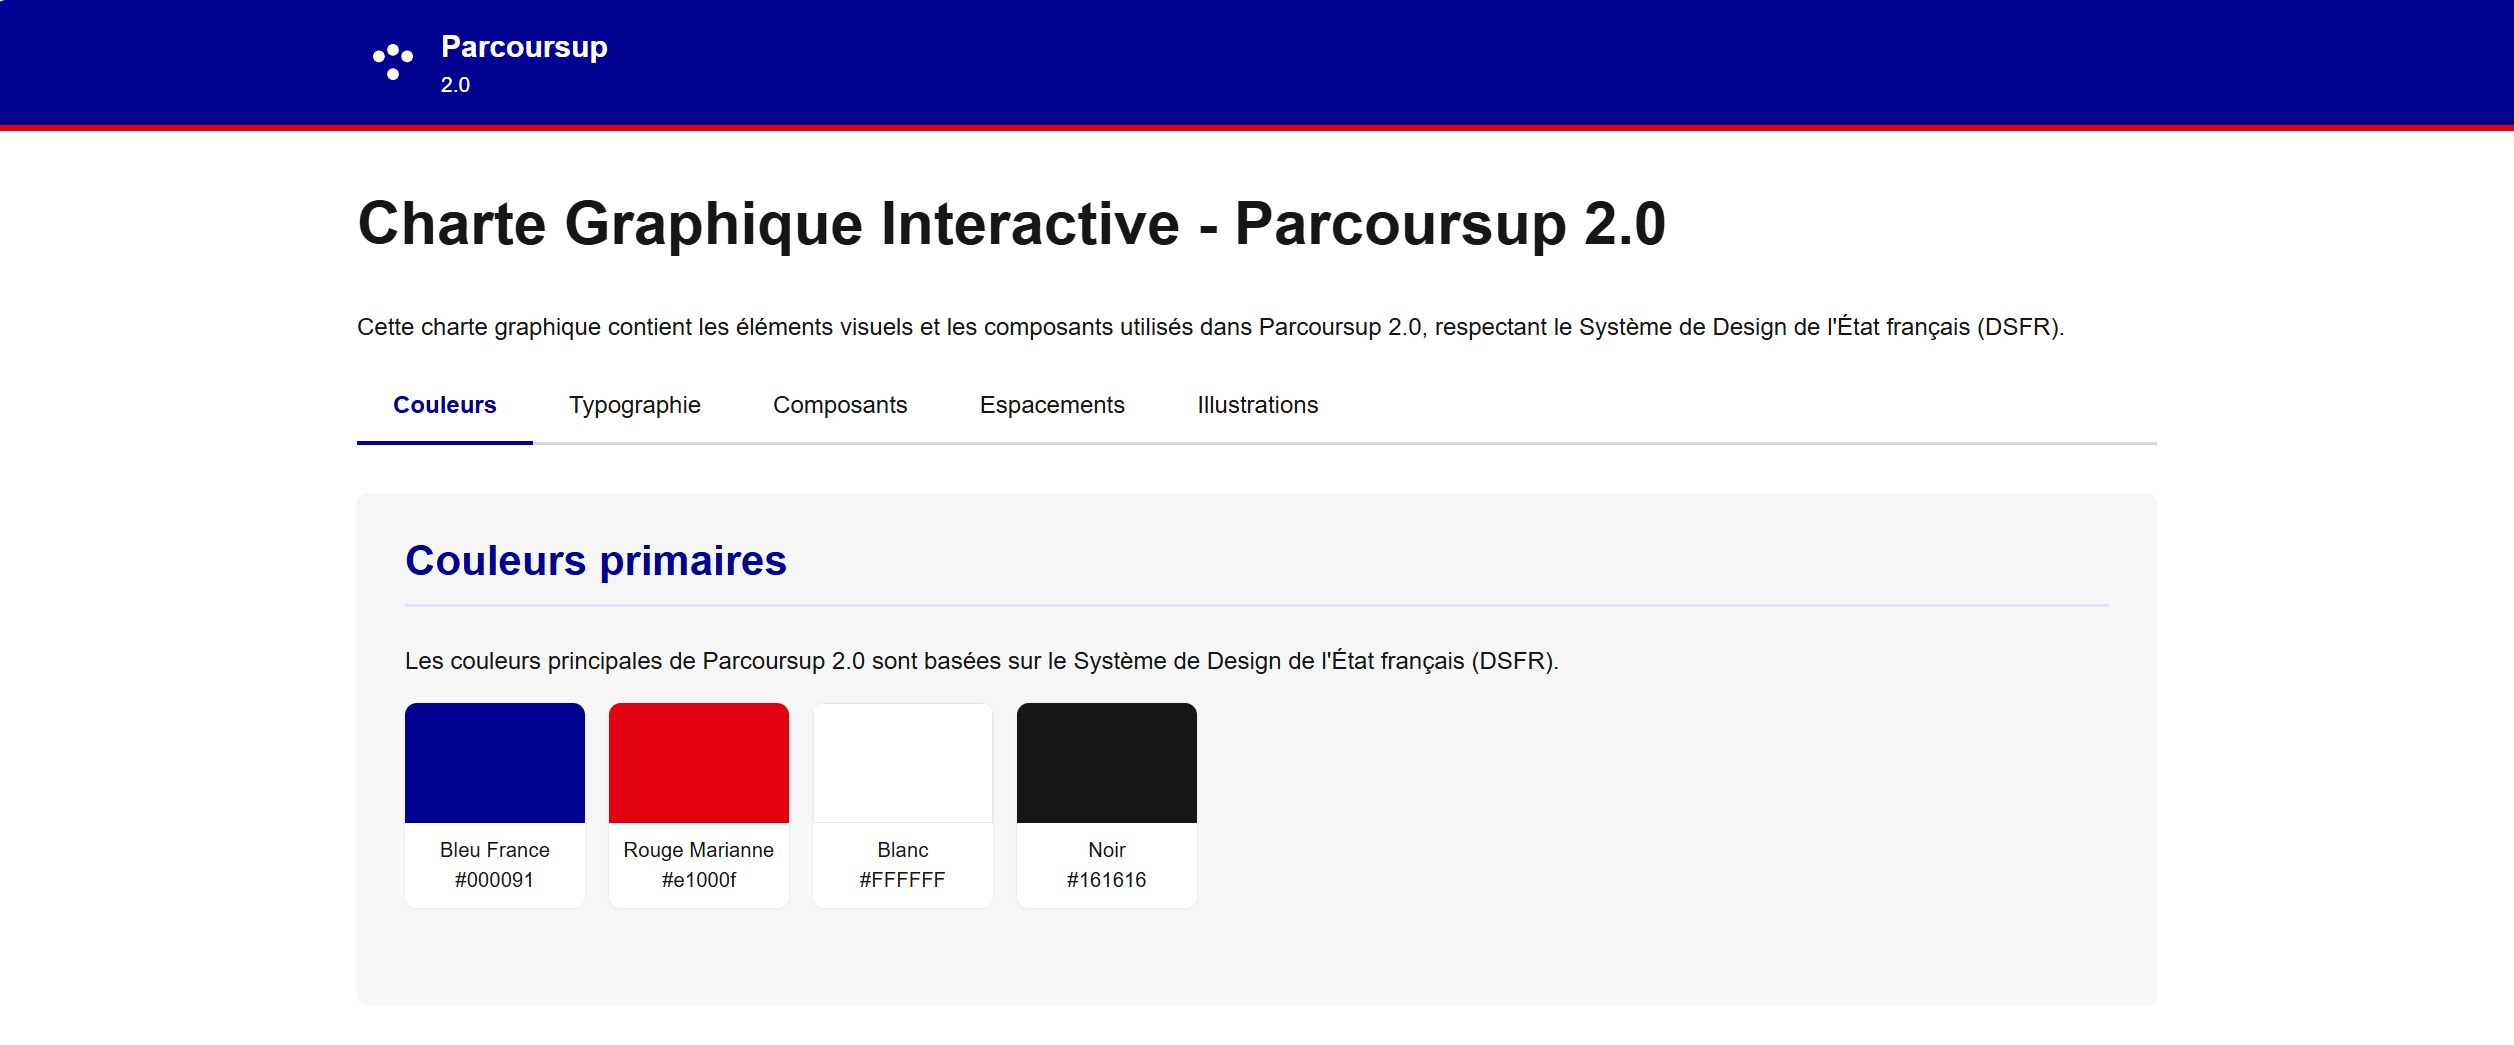 Parcoursup
2.0
Charte Graphique Interactive - Parcoursup 2.0
Cette charte graphique contient les éléments visuels et les composants utilisés dans Parcoursup 2.0, respectant le Système de Design de l'État français (DSFR).
Couleurs Typographie Composants Espacements Illustrations
Couleurs primaires
Les couleurs principales de Parcoursup 2.0 sont basées sur le Système de Design de l'État français (DSFR).
Bleu France
#000091
Rouge Marianne
#e1000f
Blanc
#FFFFFF
Noir
#161616